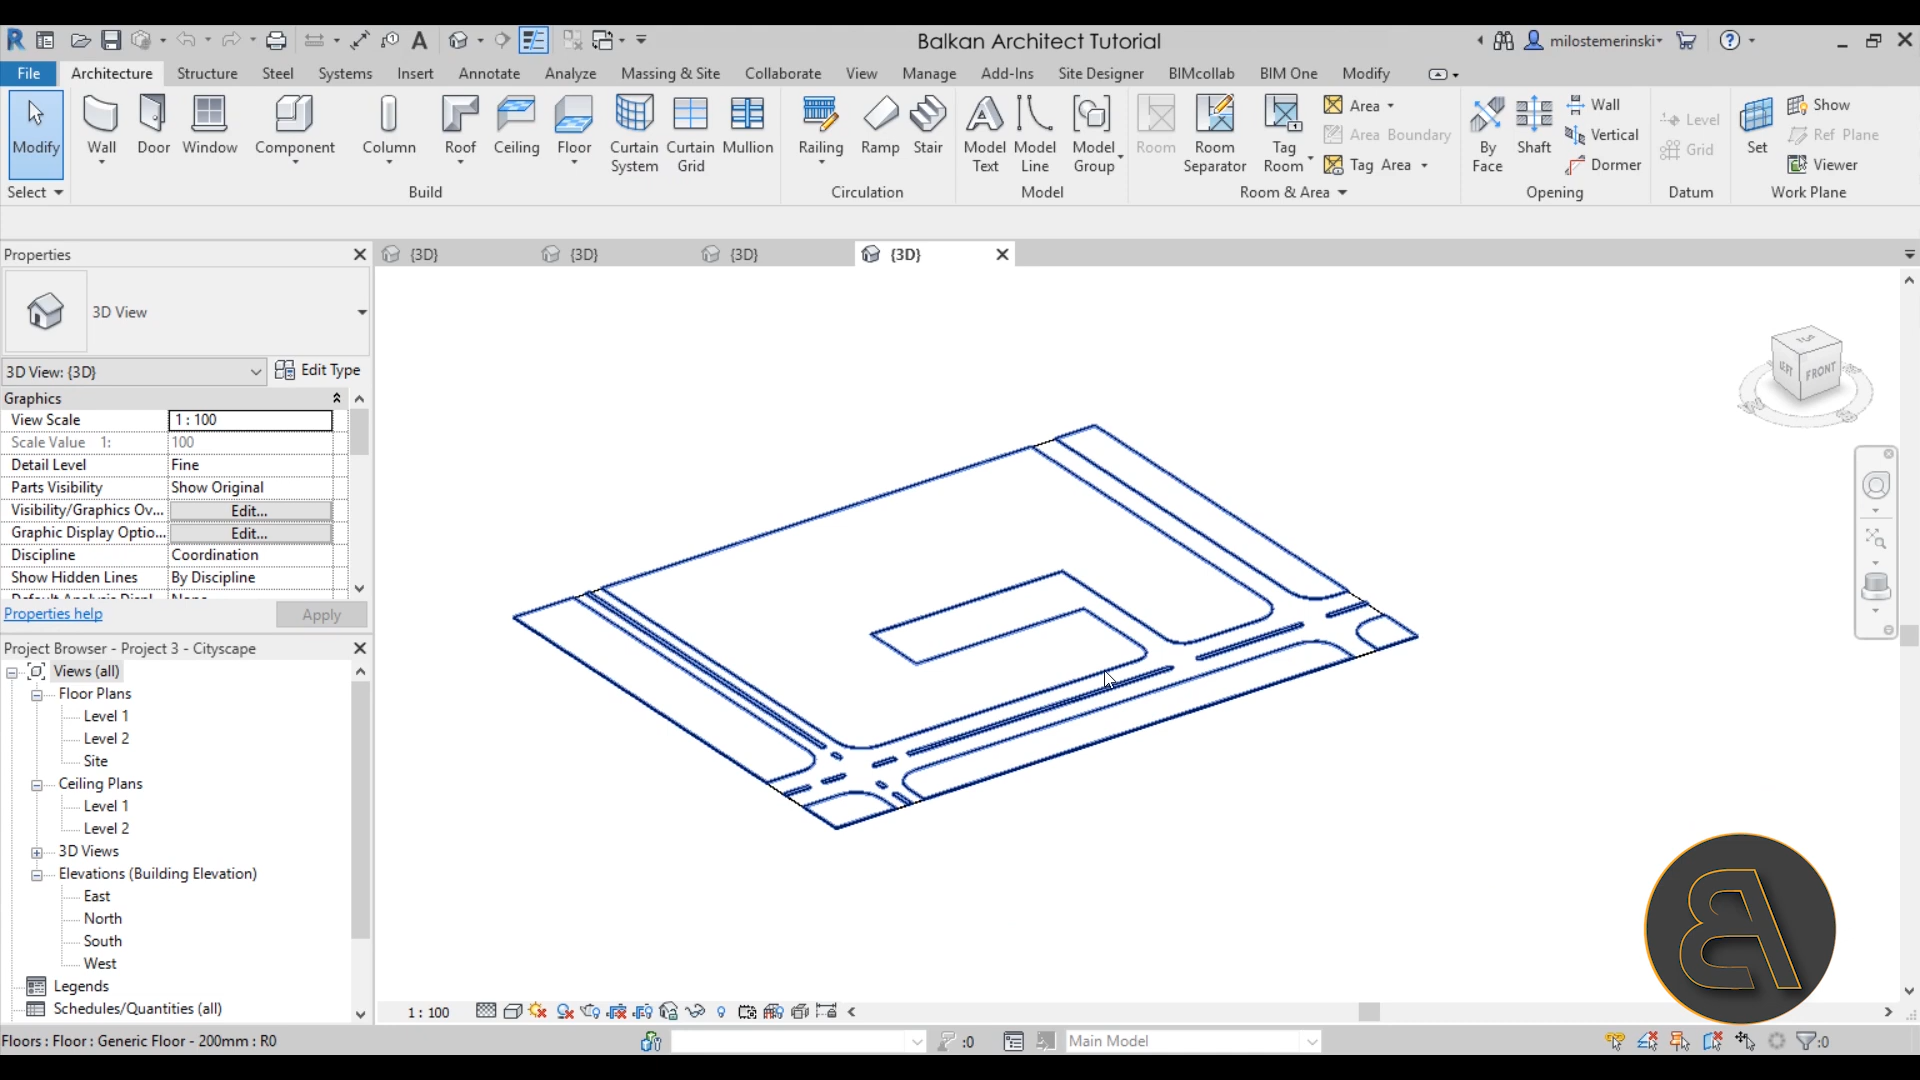 Balkan Architect Tutorial
milostemerinski
File Architecture Structure Steel Systems Insert Annotate Analyze Massing & Site Collaborate View Manage Add-Ins Site Designer BIMcollab BIM One Modify
Modify
Wall
Door
Window
Component
Column
Roof
Ceiling
Floor
Curtain System
Curtain Grid
Mullion
Railing
Ramp
Stair
Model Text
Model Line
Model Group
Room
Room Separator
Tag Room
Area
Area Boundary
Tag Area
By Face
Shaft
Wall
Vertical
Dormer
Level
Grid
Set
Show
Ref Plane
Viewer
Select Build Circulation Model Room & Area Opening Datum Work Plane
Properties
{3D} {3D} {3D} {3D}
3D View
3D View: {3D} Edit Type
Graphics
View Scale 1 : 100
Scale Value 1: 100
Detail Level Fine
Parts Visibility Show Original
Visibility/Graphics Ov... Edit...
Graphic Display Optio... Edit...
Discipline Coordination
Show Hidden Lines By Discipline
Properties help Apply
Project Browser - Project 3 - Cityscape
Views (all)
Floor Plans
Level 1
Level 2
Site
Ceiling Plans
Level 1
Level 2
3D Views
Elevations (Building Elevation)
East
North
South
West
Legends
Schedules/Quantities (all)
TOP
LEFT
FRONT
1 : 100
Floors : Floor : Generic Floor - 200mm : R0
:0
Main Model
:0